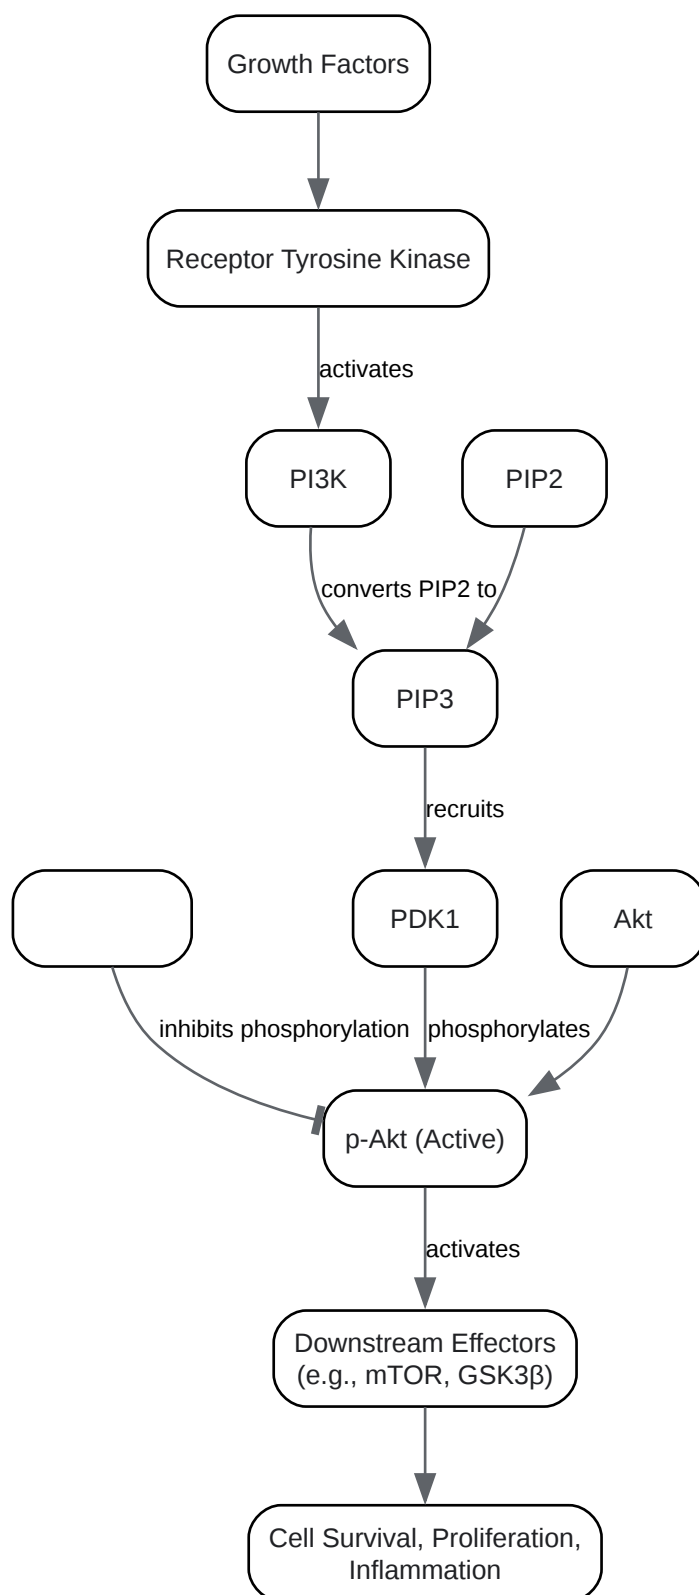 Growth Factors
Receptor Tyrosine Kinase
activates
PI3K
PIP2
converts PIP2 to
PIP3
recruits
PDK1
Akt
inhibits phosphorylation
phosphorylates
p-Akt (Active)
activates
Downstream Effectors
(e.g., mTOR, GSK3β)
Cell Survival, Proliferation,
Inflammation